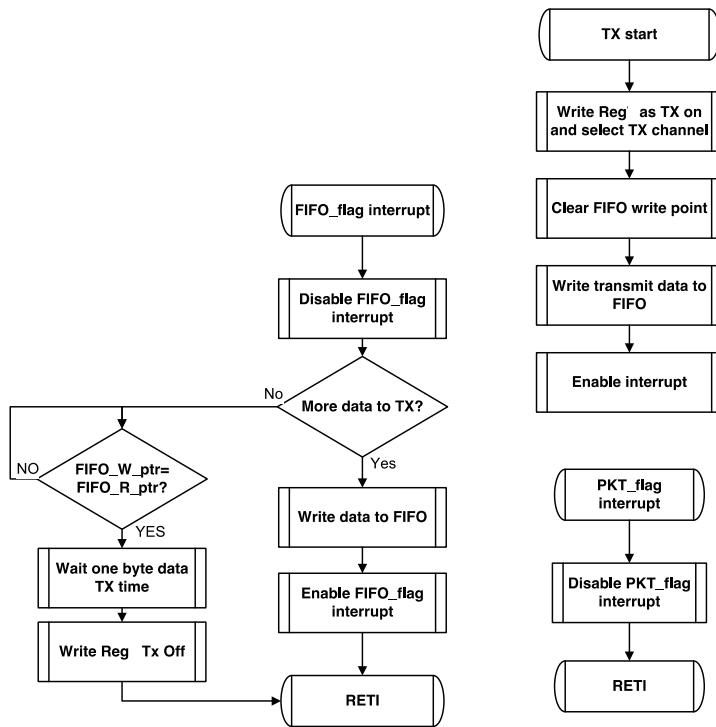 TX start
Write Reg' as TX on
and select TX channel
Clear FIFO write point
Write transmit data to
FIFO
Enable interrupt
FIFO_flag interrupt
Disable FIFO_flag
interrupt
More data to TX?
No
Yes
FIFO_W_ptr=
FIFO_R_ptr?
NO
YES
Wait one byte data
TX time
Write Reg Tx Off
Write data to FIFO
Enable FIFO_flag
interrupt
RETI
PKT_flag
interrupt
Disable PKT_flag
interrupt
RETI